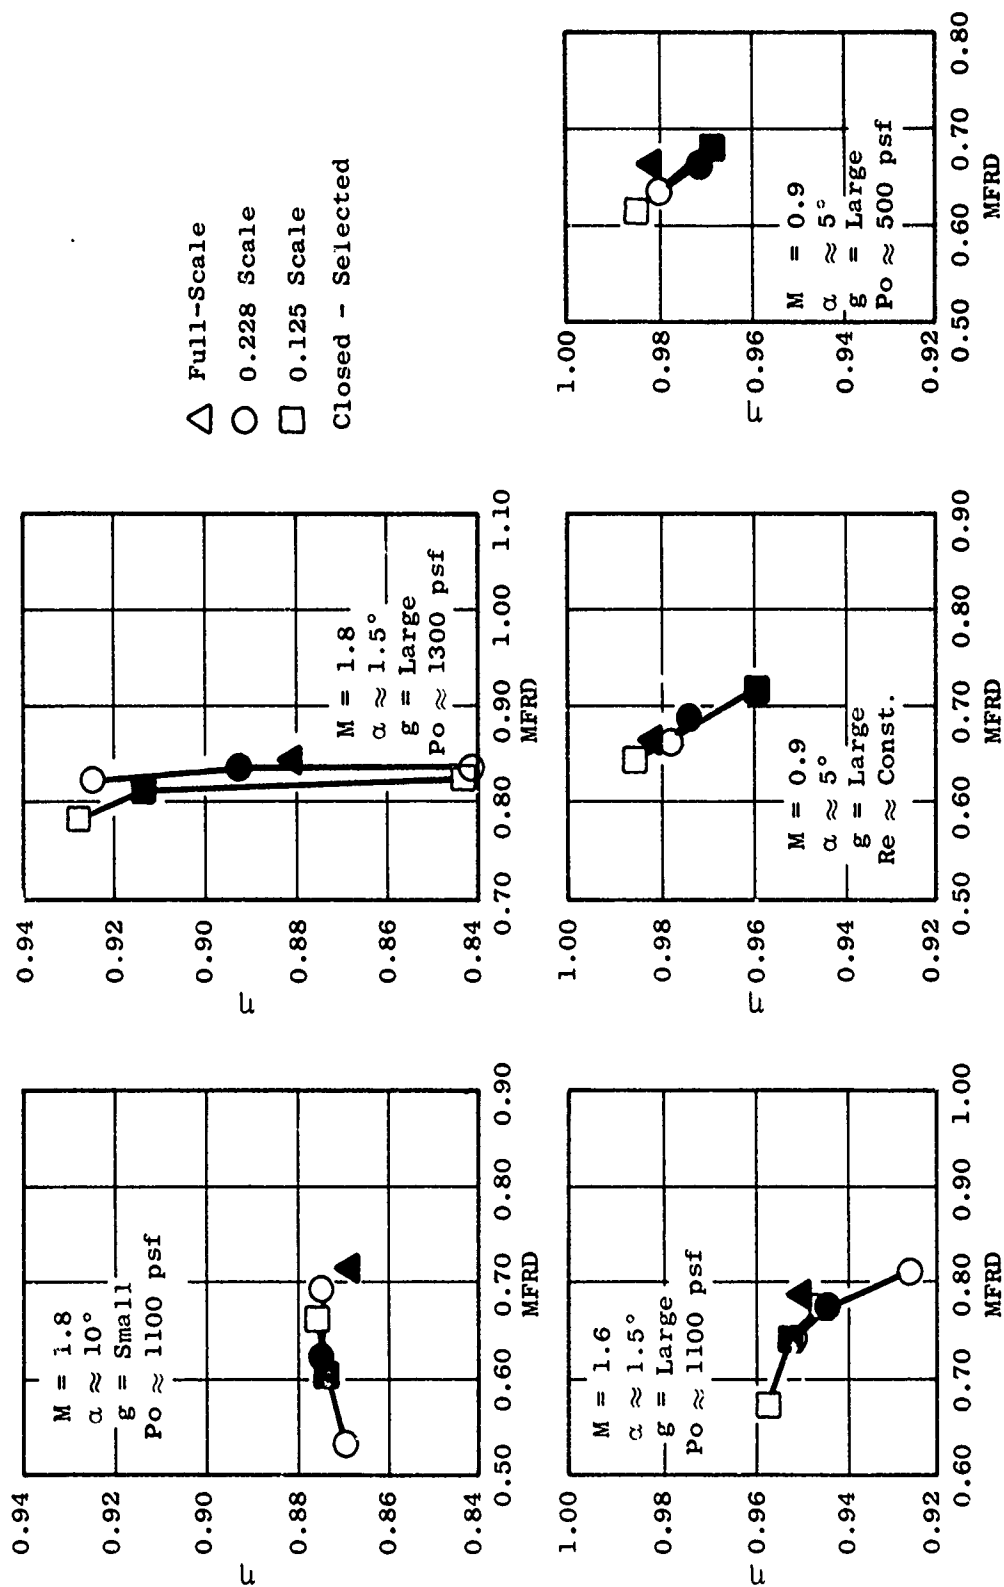 0.94
0.92
0.90
0.88
0.86
0.84
η
M = 1.8
α ≈ 10°
g = Small
Po ≈ 1100 psf
0.50 0.60 0.70 0.80 0.90
MFRD
0.94
0.92
0.90
0.88
0.86
0.84
η
M = 1.8
α ≈ 1.5°
g = Large
Po ≈ 1300 psf
0.70 0.80 0.90 1.00 1.10
MFRD
△ Full-Scale
○ 0.228 Scale
□ 0.125 Scale
Closed - Selected
1.00
0.98
0.96
0.94
0.92
η
M = 1.6
α ≈ 1.5°
g = Large
Po ≈ 1100 psf
0.60 0.70 0.80 0.90 1.00
MFRD
1.00
0.98
0.96
0.94
0.92
η
M = 0.9
α ≈ 5°
g = Large
Re ≈ Const.
0.50 0.60 0.70 0.80 0.90
MFRD
1.00
0.98
0.96
0.94
0.92
η
M = 0.9
α ≈ 5°
g = Large
Po ≈ 500 psf
0.50 0.60 0.70 0.80
MFRD